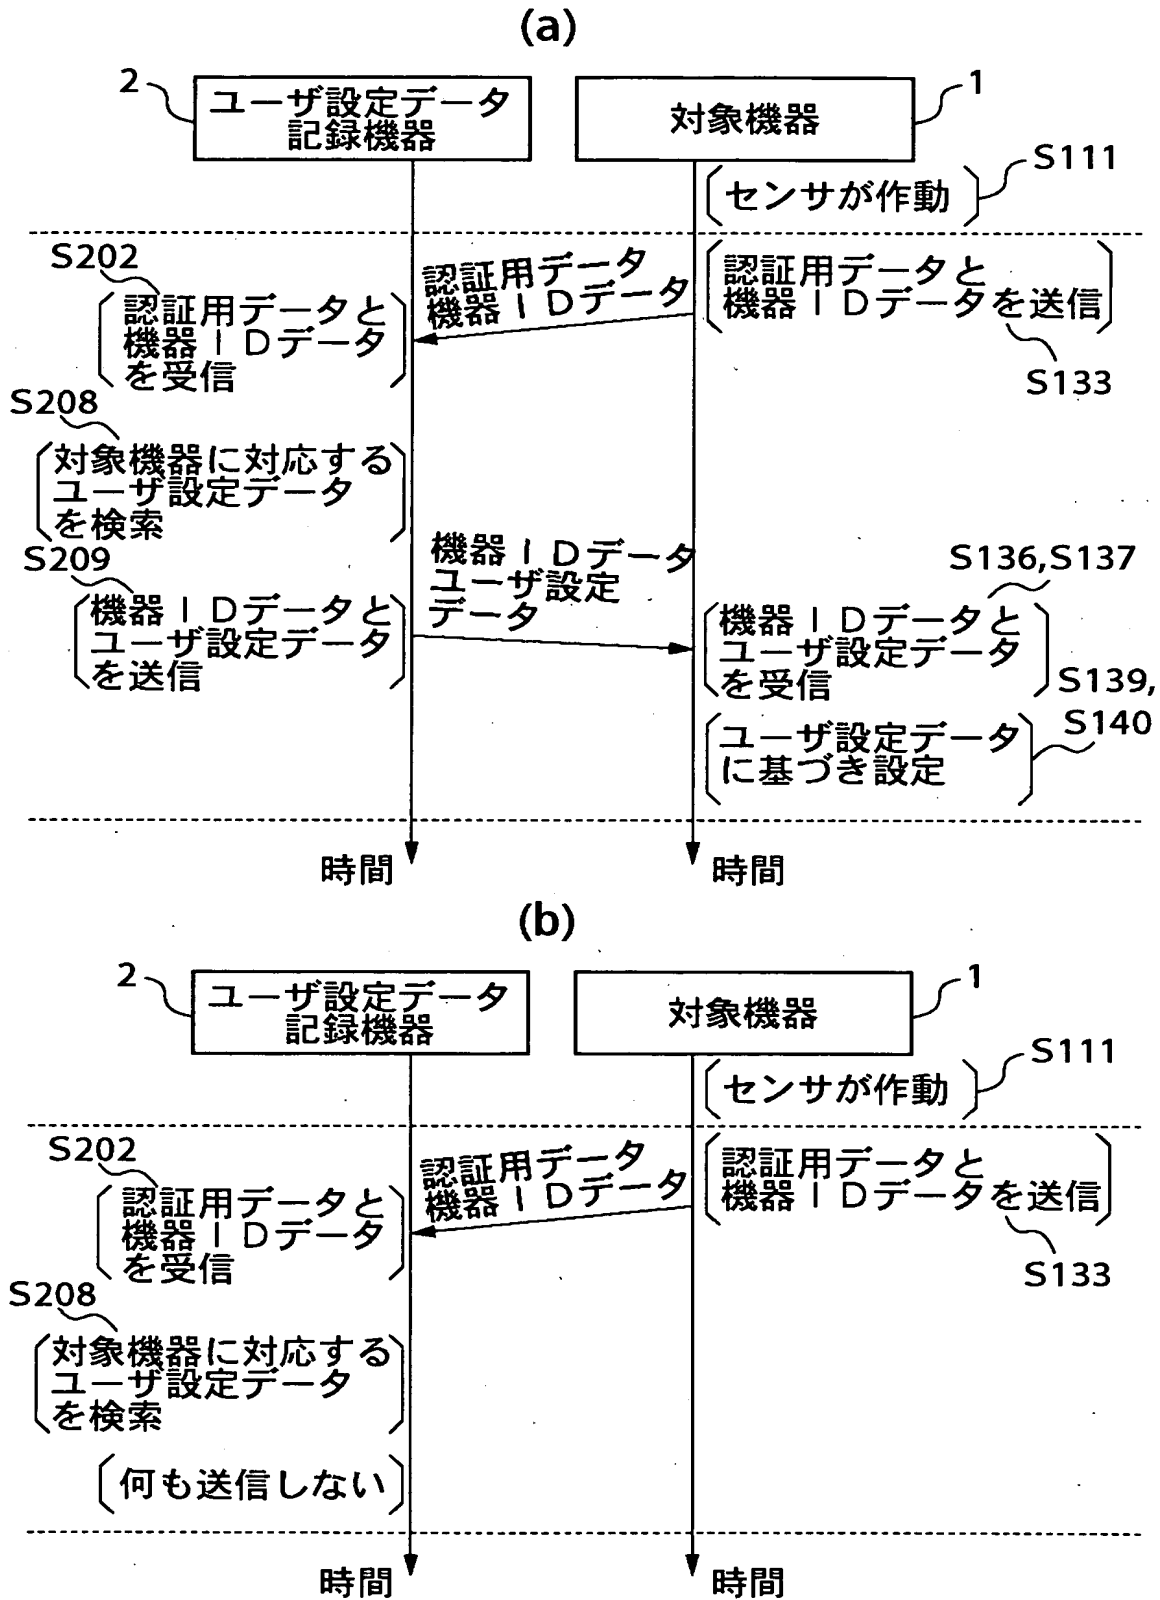 (a)
2
ユーザ設定データ
記録機器
対象機器
1
センサが作動
S111
S202
認証用データと
機器IDデータ
を受信
認証用データ
機器IDデータ
認証用データと
機器IDデータを送信
S133
S208
対象機器に対応する
ユーザ設定データ
を検索
S209
機器IDデータと
ユーザ設定データ
を送信
機器IDデータ
ユーザ設定
データ
S136,S137
機器IDデータと
ユーザ設定データ
を受信
S139,
S140
ユーザ設定データ
に基づき設定
時間
時間
(b)
2
ユーザ設定データ
記録機器
対象機器
1
センサが作動
S111
S202
認証用データと
機器IDデータ
を受信
認証用データ
機器IDデータ
認証用データと
機器IDデータを送信
S133
S208
対象機器に対応する
ユーザ設定データ
を検索
何も送信しない
時間
時間